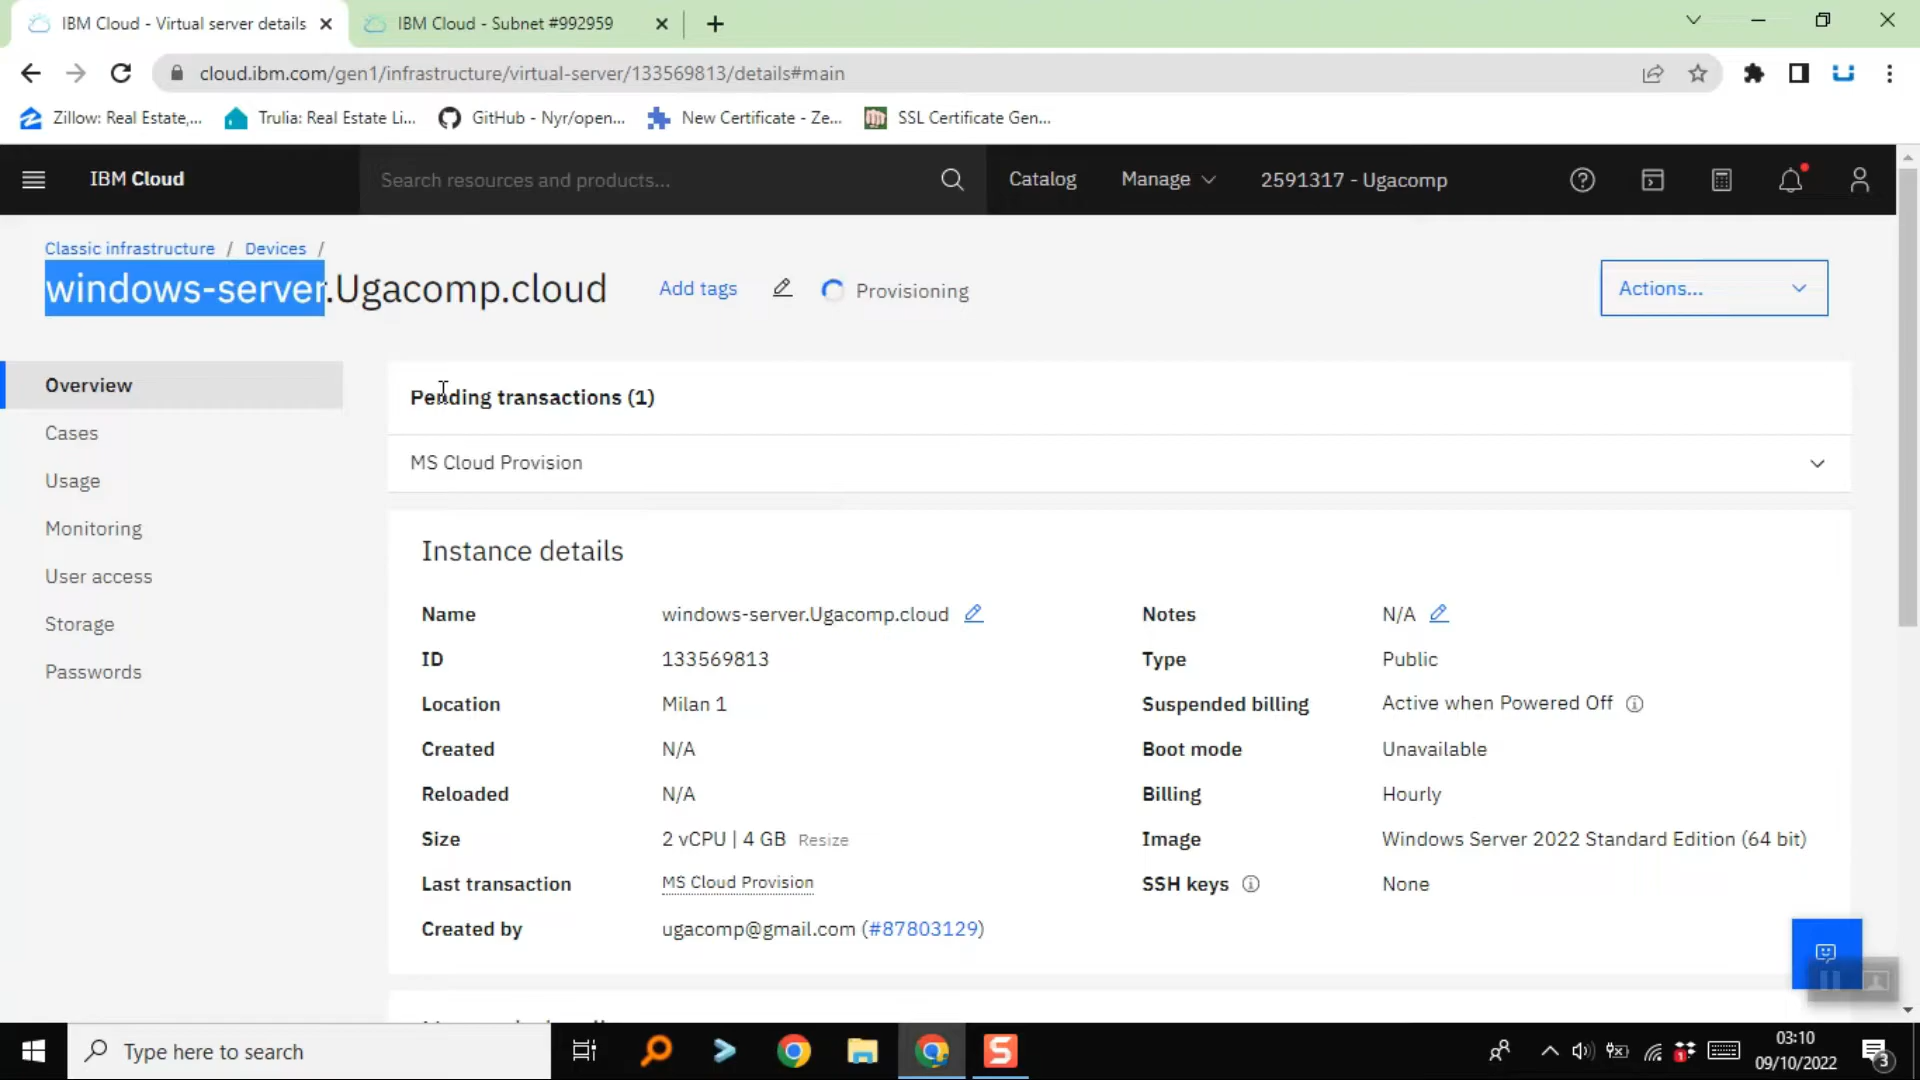 IBM Cloud - Virtual server details
IBM Cloud - Subnet #992959
cloud.ibm.com/gen1/infrastructure/virtual-server/133569813/details#main
Zillow: Real Estate,...
Trulia: Real Estate Li...
GitHub - Nyr/open...
New Certificate - Ze...
SSL Certificate Gen...
IBM Cloud
Search resources and products...
Catalog
Manage
2591317 - Ugacomp
Classic infrastructure / Devices /
windows-server.Ugacomp.cloud
Add tags
Provisioning
Actions...
Overview
Cases
Usage
Monitoring
User access
Storage
Passwords
Pending transactions (1)
MS Cloud Provision
Instance details
Name windows-server.Ugacomp.cloud
ID 133569813
Location Milan 1
Created N/A
Reloaded N/A
Size 2 vCPU | 4 GB Resize
Last transaction MS Cloud Provision
Created by ugacomp@gmail.com (#87803129)
Notes N/A
Type Public
Suspended billing Active when Powered Off
Boot mode Unavailable
Billing Hourly
Image Windows Server 2022 Standard Edition (64 bit)
SSH keys None
Type here to search
1
03:10
09/10/2022
3